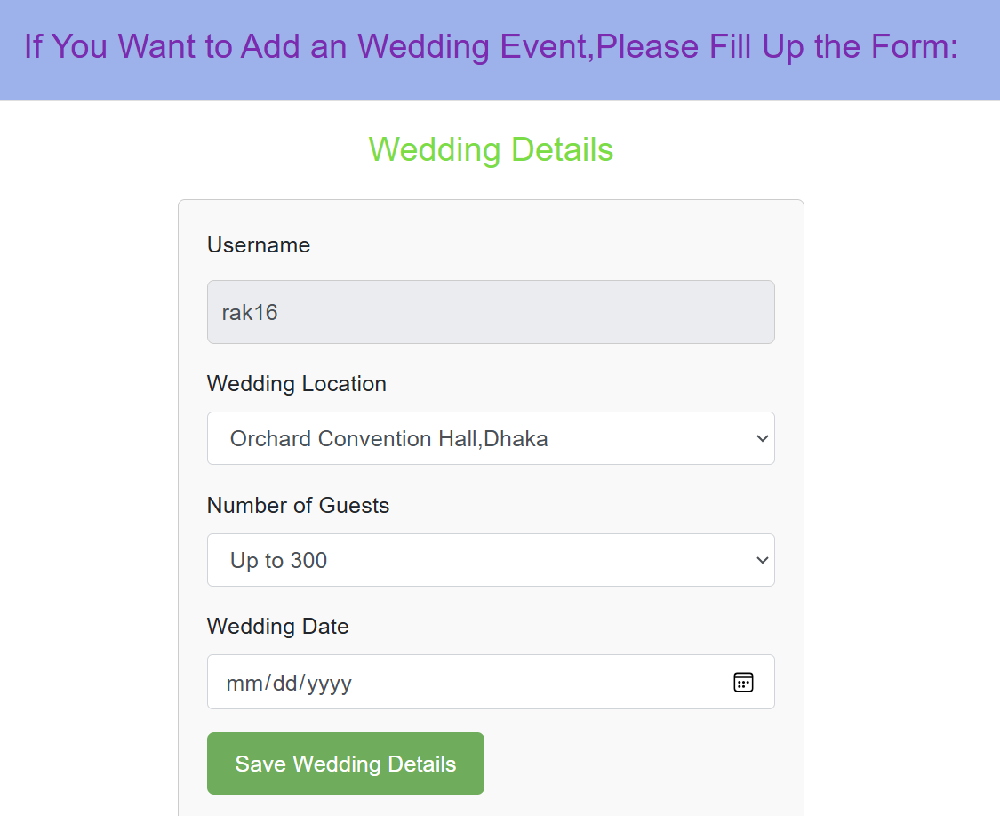 If You Want to Add an Wedding Event,Please Fill Up the Form:
Wedding Details
Username
rak16
Wedding Location
Orchard Convention Hall,Dhaka
Number of Guests
Up to 300
Wedding Date
mm/dd/yyyy
Save Wedding Details